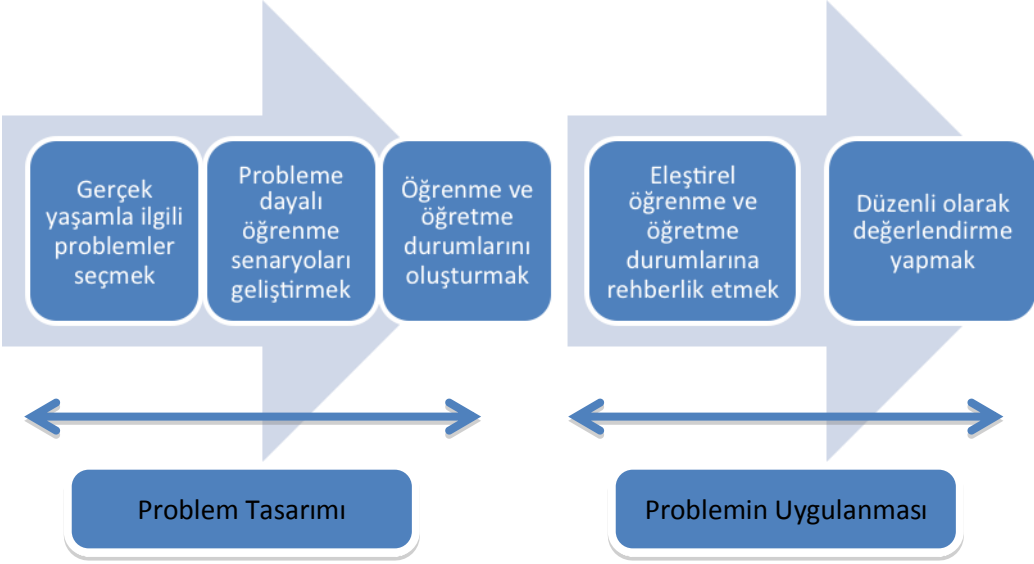 Gerçek
yaşamla ilgili
problemler
seçmek
Probleme
dayalı
öğrenme
senaryoları
geliştirmek
Öğrenme ve
öğretme
durumlarını
oluşturmak
Eleştirel
öğrenme ve
öğretme
durumlarına
rehberlik etmek
Düzenli olarak
değerlendirme
yapmak
Problem Tasarımı
Problemin Uygulanması